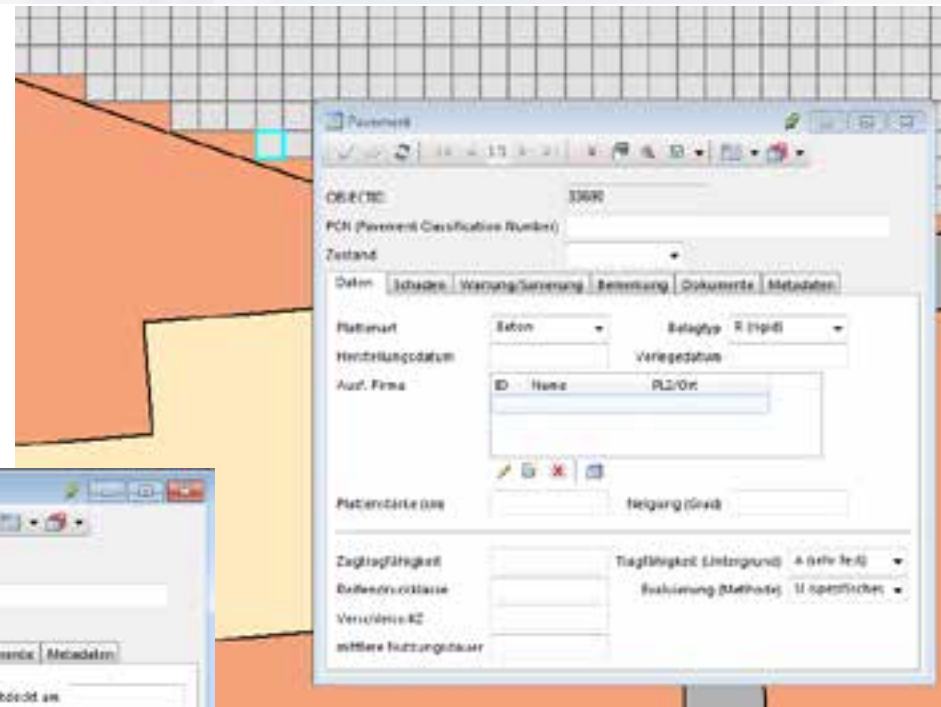 Pavement
OBJECTID
PCN (Pavement Classification Number)
Zustand
Daten Schäden Wartung/Sanierung Bemerkung Dokumente Metadaten
Plattenart Beton Belagtyp R (rigid)
Herstellungsdatum Verlegedatum
Ausf. Firma ID Name PLZ/Ort
Plattenstärke (cm) Neigung (Grad)
Zugtragfähigkeit Tragfähigkeit (Untergrund) A (sehr fest)
Reifendruckklasse Evaluierung (Methode) U (spezifisches
Verschleiss KZ
mittlere Nutzungsdauer
Metadaten